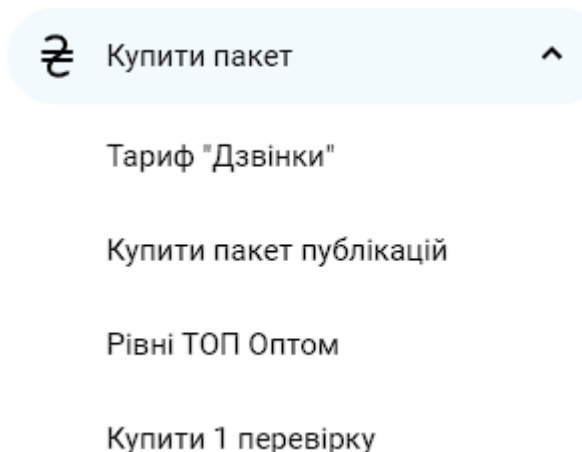 ₴ Купити пакет
Тариф "Дзвінки"
Купити пакет публікацій
Рівні ТОП Оптом
Купити 1 перевірку